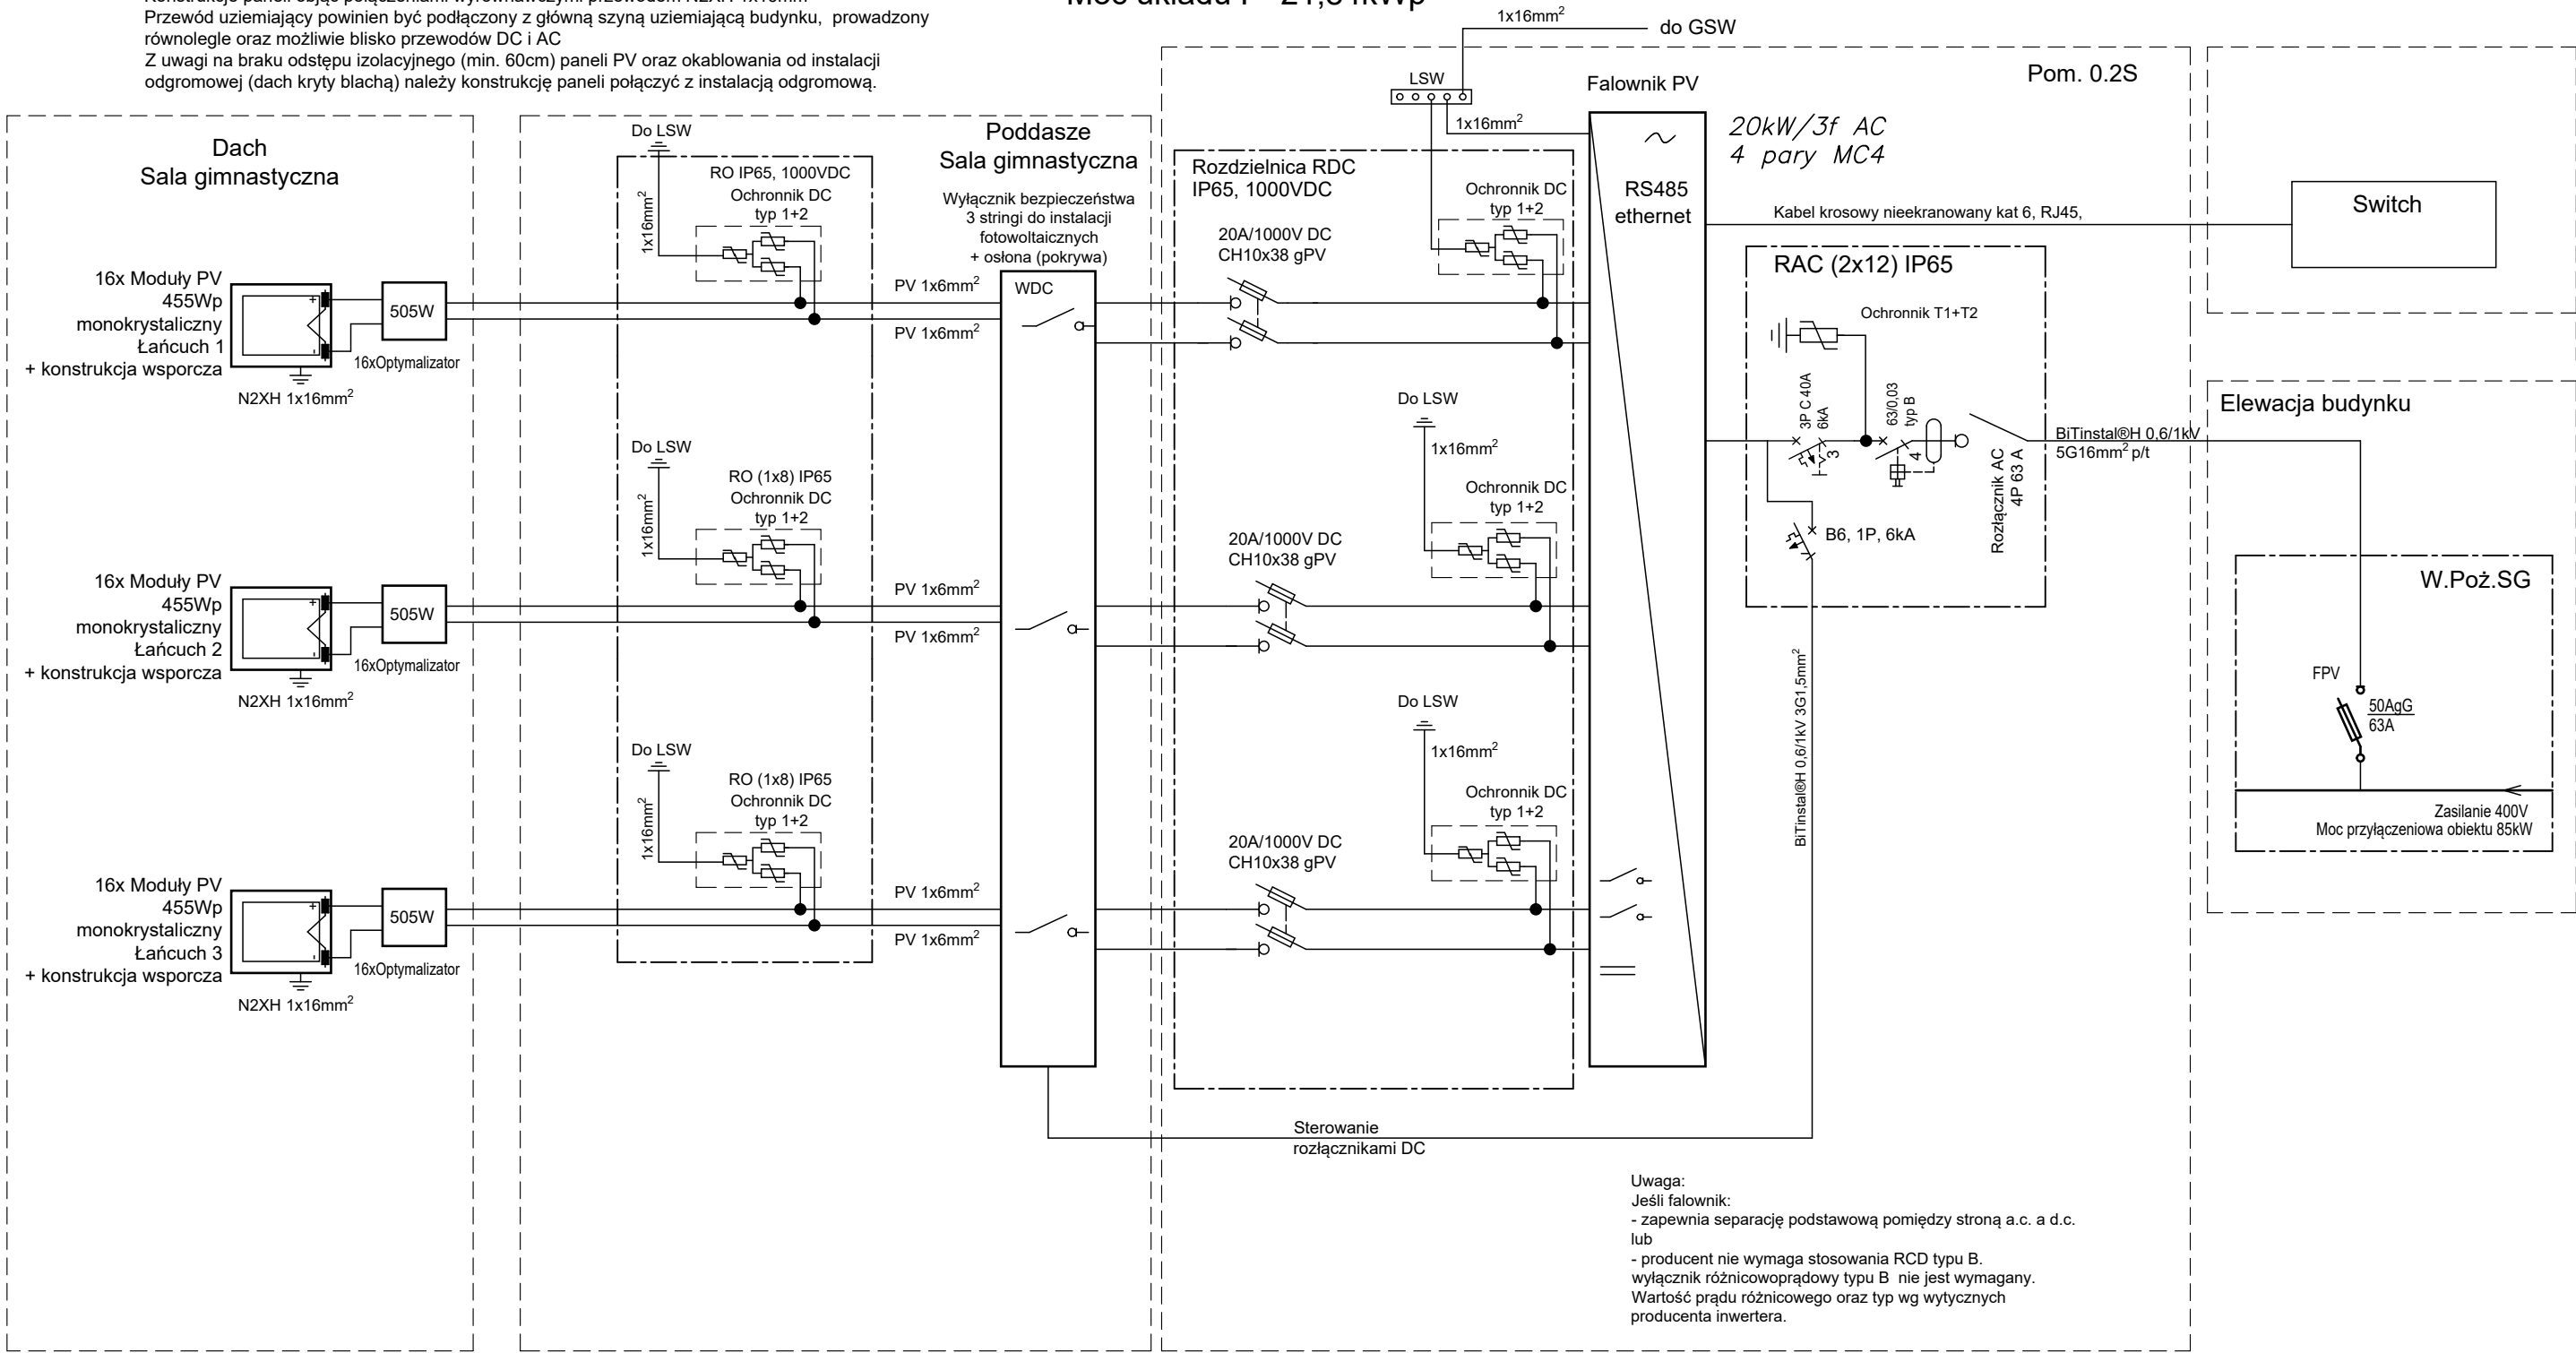 Konstrukcje paneli objąć połączeniami wyrównawczymi przewodem N2XH 1x16mm
Przewód uziemiający powinien być podłączony z główną szyną uziemiającą budynku, prowadzony
równolegle oraz możliwie blisko przewodów DC i AC
Z uwagi na braku odstępu izolacyjnego (min. 60cm) paneli PV oraz okablowania od instalacji
odgromowej (dach kryty blachą) należy konstrukcję paneli połączyć z instalacją odgromową.
Moc układu P=21,84kWp
1x16mm²
do GSW
LSW
1x16mm²
Falownik PV
Pom. 0.2S
20kW/3f AC
4 pary MC4
Dach
Sala gimnastyczna
16x Moduły PV
455Wp
monokrystaliczny
Łańcuch 1
+ konstrukcja wsporcza
505W
16xOptymalizator
N2XH 1x16mm²
16x Moduły PV
455Wp
monokrystaliczny
Łańcuch 2
+ konstrukcja wsporcza
505W
16xOptymalizator
N2XH 1x16mm²
16x Moduły PV
455Wp
monokrystaliczny
Łańcuch 3
+ konstrukcja wsporcza
505W
16xOptymalizator
N2XH 1x16mm²
Poddasze
Sala gimnastyczna
Do LSW
1x16mm²
RO IP65, 1000VDC
Ochronnik DC
typ 1+2
Do LSW
1x16mm²
RO (1x8) IP65
Ochronnik DC
typ 1+2
Do LSW
1x16mm²
RO (1x8) IP65
Ochronnik DC
typ 1+2
Wyłącznik bezpieczeństwa
3 stringi do instalacji
fotowoltaicznych
+ osłona (pokrywa)
WDC
PV 1x6mm²
PV 1x6mm²
PV 1x6mm²
PV 1x6mm²
PV 1x6mm²
PV 1x6mm²
Rozdzielnica RDC
IP65, 1000VDC
Ochronnik DC
typ 1+2
20A/1000V DC
CH10x38 gPV
Do LSW
1x16mm²
Ochronnik DC
typ 1+2
20A/1000V DC
CH10x38 gPV
Do LSW
1x16mm²
Ochronnik DC
typ 1+2
20A/1000V DC
CH10x38 gPV
RS485
ethernet
Kabel krosowy nieekranowany kat 6, RJ45,
Switch
RAC (2x12) IP65
Ochronnik T1+T2
3P C 40A
6kA
3
63/0,03
typ B
4
Rozłącznik AC
4P 63 A
B6, 1P, 6kA
BiTinstal®H 0,6/1kV
5G16mm² p/t
BiTinstal®H 0,6/1kV 3G1,5mm²
Sterowanie
rozłącznikami DC
Elewacja budynku
W.Poż.SG
FPV
50AgG
63A
Zasilanie 400V
Moc przyłączeniowa obiektu 85kW
Uwaga:
Jeśli falownik:
- zapewnia separację podstawową pomiędzy stroną a.c. a d.c.
lub
- producent nie wymaga stosowania RCD typu B.
wyłącznik różnicowoprądowy typu B nie jest wymagany.
Wartość prądu różnicowego oraz typ wg wytycznych
producenta inwertera.